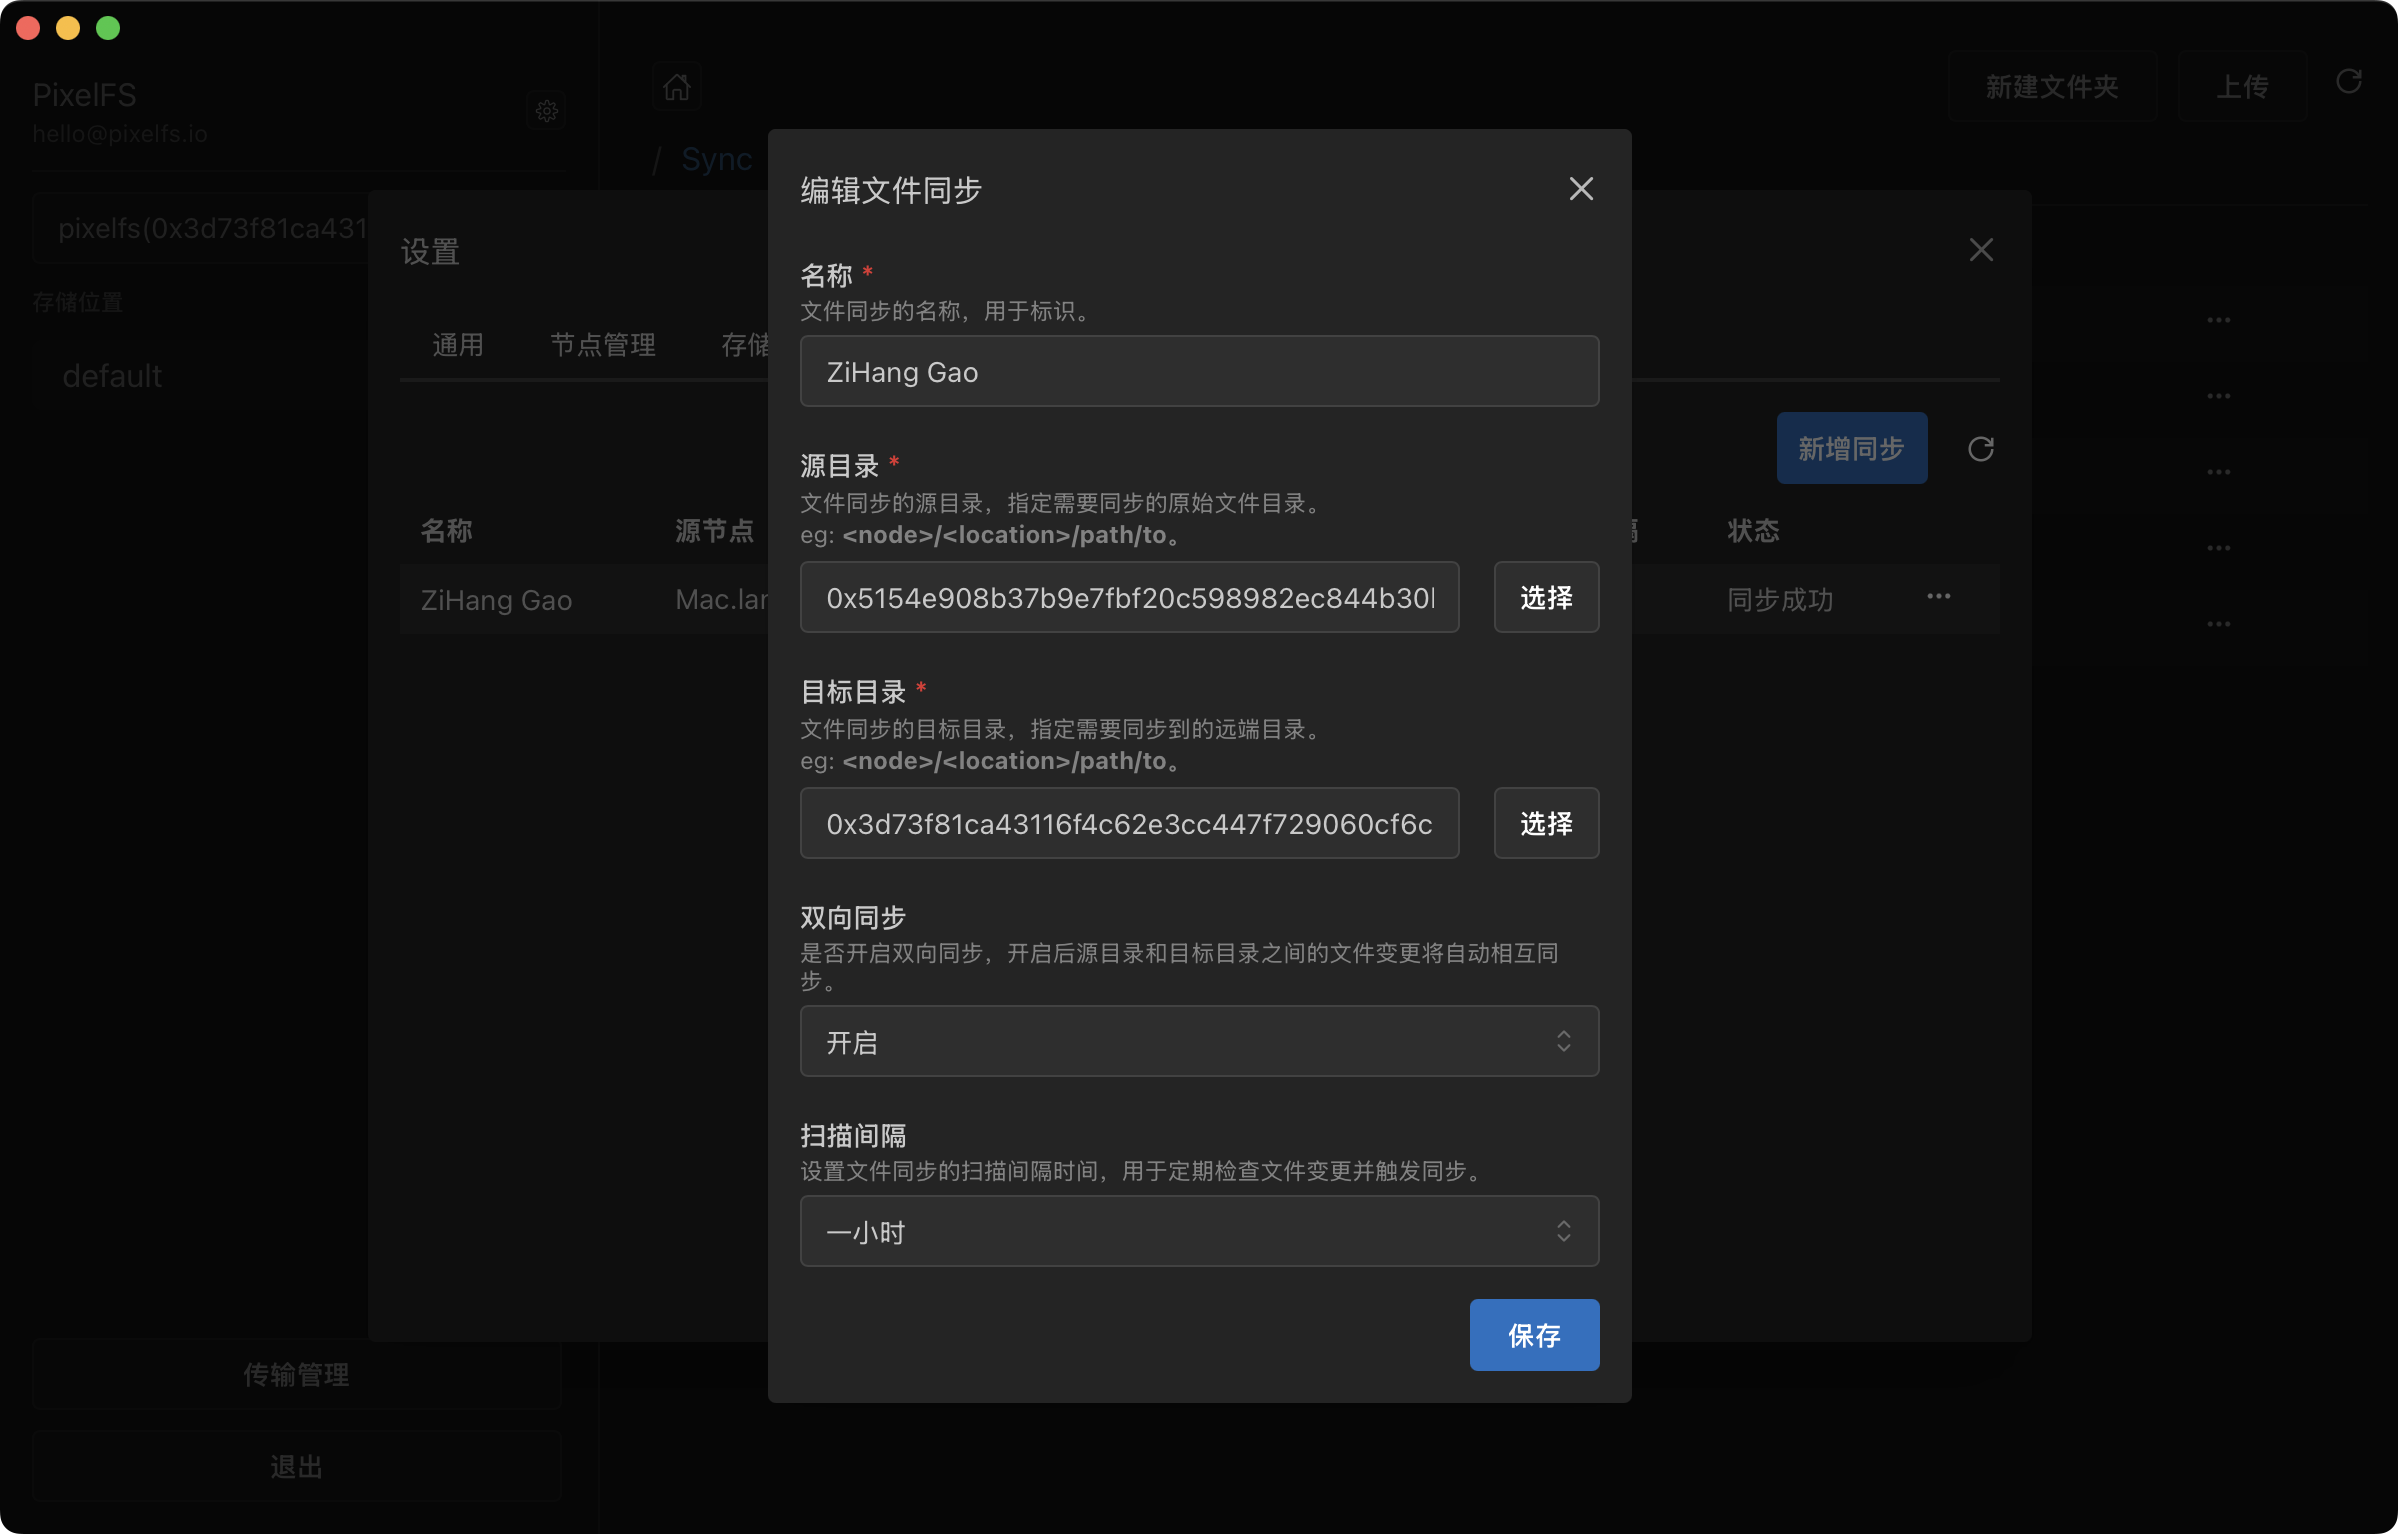 PixelFS
hello@pixelfs.io
pixelfs(0x3d73f81ca431
存储位置
default
传输管理
退出
新建文件夹
上传
/ Sync
设置
通用
节点管理
存储
新增同步
名称
源节点
状态
ZiHang Gao
Mac.lan
同步成功
编辑文件同步
名称 *
文件同步的名称，用于标识。
ZiHang Gao
源目录 *
文件同步的源目录，指定需要同步的原始文件目录。
eg: <node>/<location>/path/to。
0x5154e908b37b9e7fbf20c598982ec844b30
选择
目标目录 *
文件同步的目标目录，指定需要同步到的远端目录。
eg: <node>/<location>/path/to。
0x3d73f81ca43116f4c62e3cc447f729060cf6c
选择
双向同步
是否开启双向同步，开启后源目录和目标目录之间的文件变更将自动相互同
步。
开启
扫描间隔
设置文件同步的扫描间隔时间，用于定期检查文件变更并触发同步。
一小时
保存